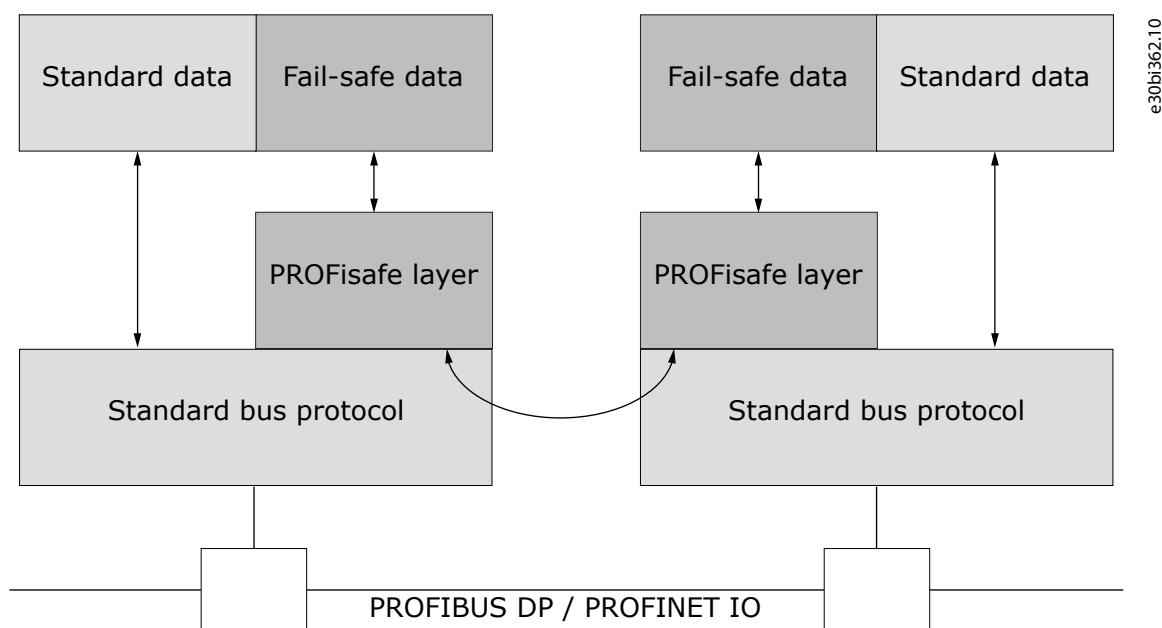 Standard data
Fail-safe data
Fail-safe data
Standard data
e30bi362.10
PROFisafe layer
PROFisafe layer
Standard bus protocol
Standard bus protocol
PROFIBUS DP / PROFINET IO